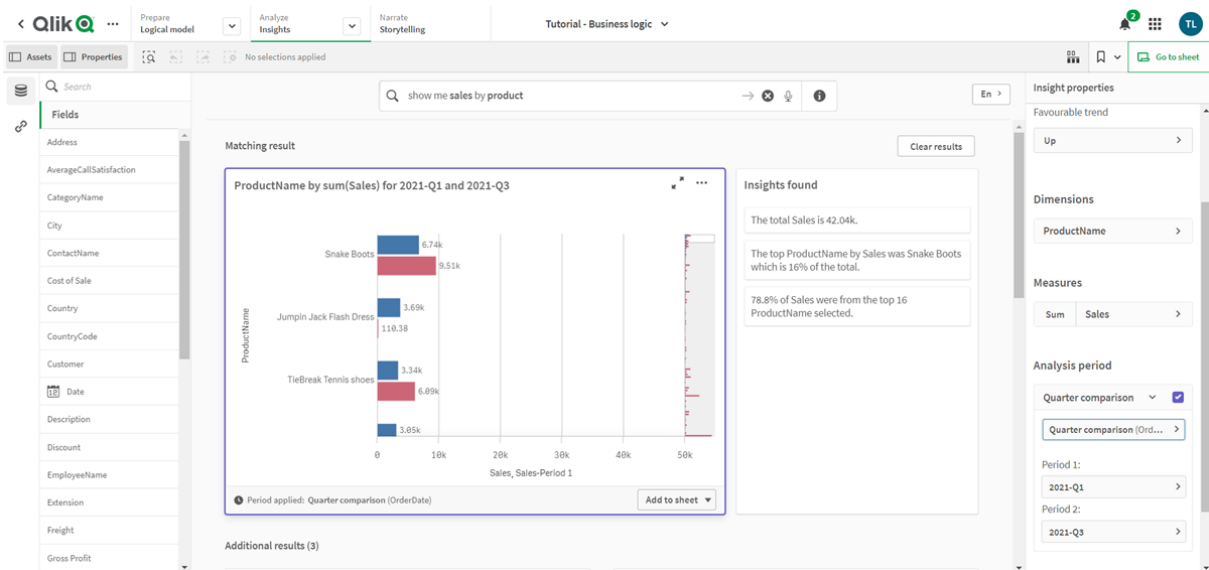 Qlik
Prepare
Logical model
Analyze
Insights
Narrate
Storytelling
Tutorial - Business logic
2
TL
Assets
Properties
No selections applied
Go to sheet
Search
Fields
Address
AverageCallSatisfaction
CategoryName
City
ContactName
Cost of Sale
Country
CountryCode
Customer
Date
Description
Discount
EmployeeName
Extension
Freight
Gross Profit
show me sales by product
En
Matching result
Clear results
ProductName by sum(Sales) for 2021-Q1 and 2021-Q3
ProductName
Snake Boots
6.74k
9.51k
Jumpin Jack Flash Dress
3.69k
110.38
TieBreak Tennis shoes
3.34k
6.09k
3.05k
0 10k 20k 30k 40k 50k
Sales, Sales-Period 1
Period applied: Quarter comparison (OrderDate)
Add to sheet
Insights found
The total Sales is 42.04k.
The top ProductName by Sales was Snake Boots
which is 16% of the total.
78.8% of Sales were from the top 16
ProductName selected.
Additional results (3)
Insight properties
Favourable trend
Up
Dimensions
ProductName
Measures
Sum Sales
Analysis period
Quarter comparison
Quarter comparison (Ord...
Period 1:
2021-Q1
Period 2:
2021-Q3